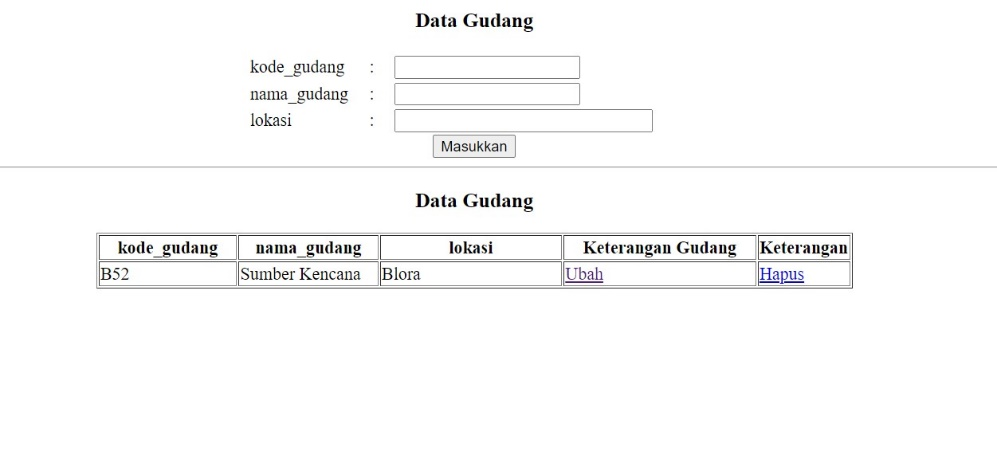 Data Gudang
kode_gudang :
nama_gudang :
lokasi :
Masukkan
Data Gudang
kode_gudang nama_gudang lokasi Keterangan Gudang Keterangan
B52 Sumber Kencana Blora Ubah Hapus